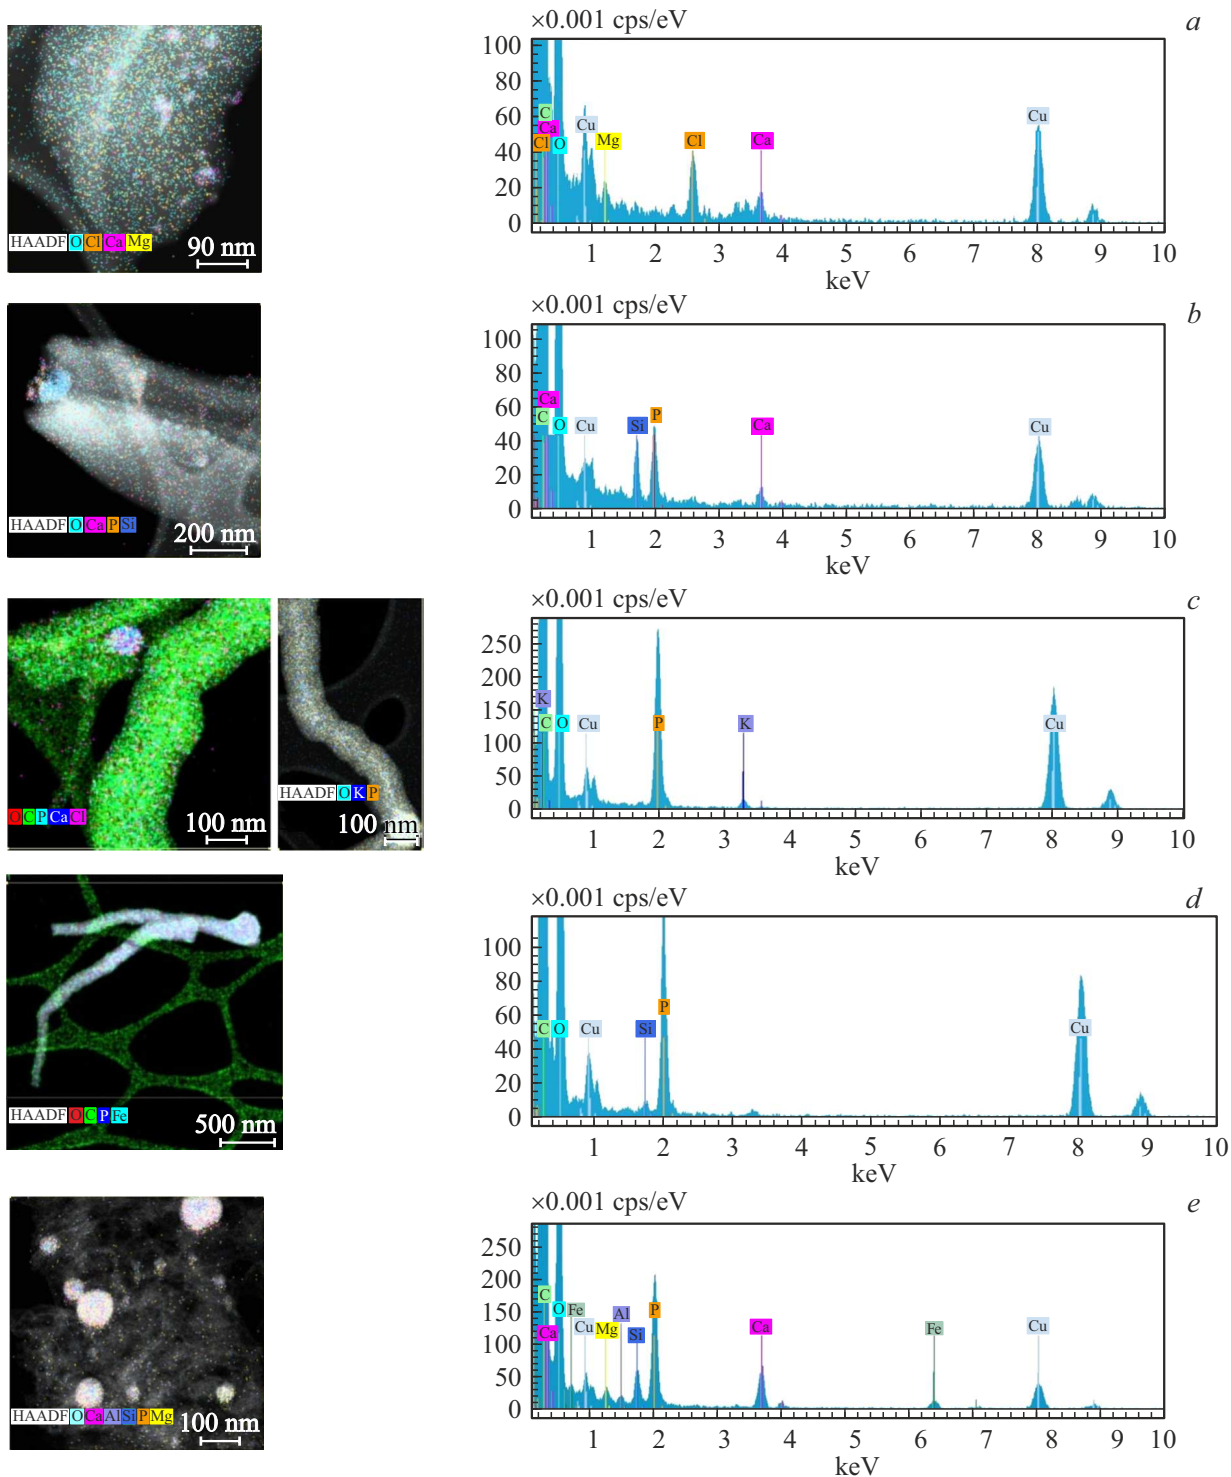 ×0.001 cps/eV a
100
80
60
40
20
0
C
Ca
Cl O Cu Mg Cl Ca Cu
1 2 3 4 5 6 7 8 9 10
keV
HAADF O Cl Ca Mg
90 nm
×0.001 cps/eV b
100
80
60
40
20
0
Ca
C O Cu Si P Ca Cu
1 2 3 4 5 6 7 8 9 10
keV
HAADF O Ca P Si
200 nm
×0.001 cps/eV c
250
200
150
100
50
0
K
C O Cu P K Cu
1 2 3 4 5 6 7 8 9 10
keV
O C P Ca Cl
100 nm
HAADF O K P
100 nm
×0.001 cps/eV d
100
80
60
40
20
0
C O Cu Si P Cu
1 2 3 4 5 6 7 8 9 10
keV
HAADF O C P Fe
500 nm
×0.001 cps/eV e
250
200
150
100
50
0
C
Ca O Fe Cu Mg Al Si P Ca Fe Cu
1 2 3 4 5 6 7 8 9 10
keV
HAADF O Ca Al Si P Mg
100 nm